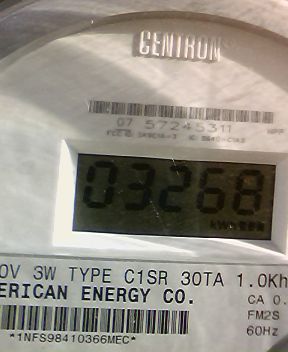 CENTRON
07 57245311
03268
0V 3W TYPE C1SR 30TA 1.0Kh
ERICAN ENERGY CO.
CA 0.
FM2S
*1NFS98410366MEC*
60Hz